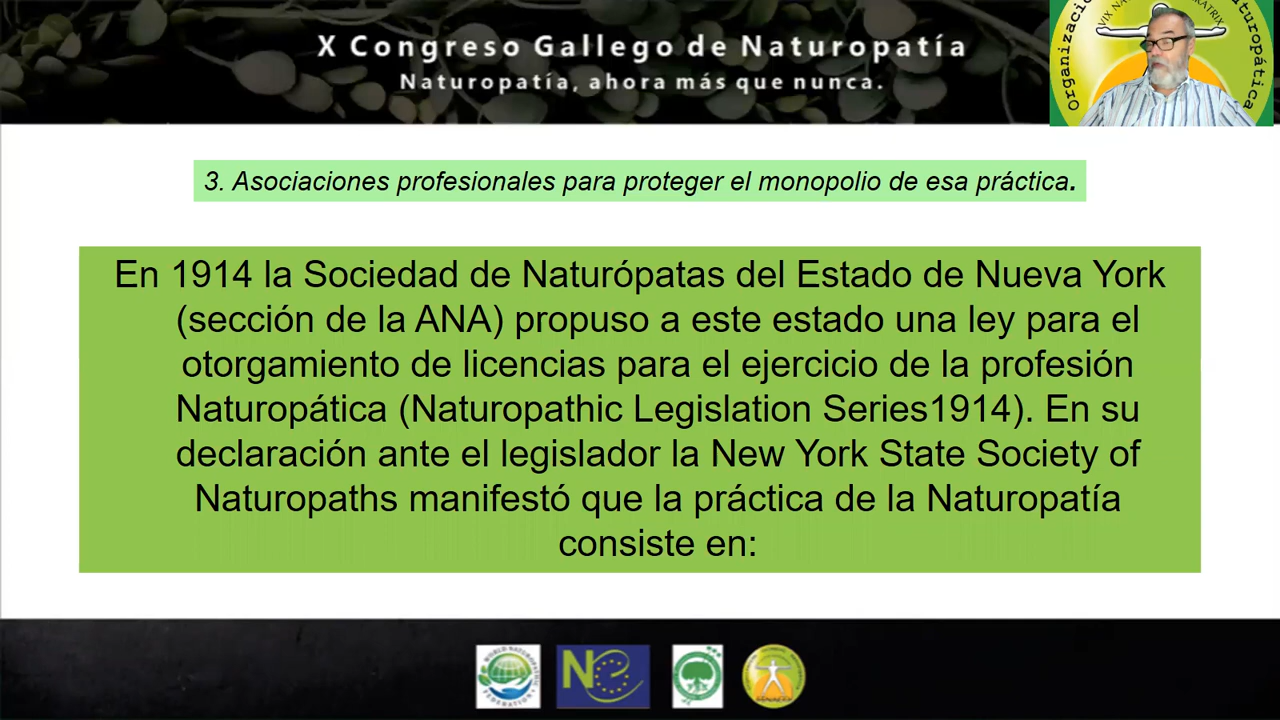 X Congreso Gallego de Naturopatía
Naturopatía, ahora más que nunca.
3. Asociaciones profesionales para proteger el monopolio de esa práctica.
En 1914 la Sociedad de Naturópatas del Estado de Nueva York
(sección de la ANA) propuso a este estado una ley para el
otorgamiento de licencias para el ejercicio de la profesión
Naturopática (Naturopathic Legislation Series1914). En su
declaración ante el legislador la New York State Society of
Naturopaths manifestó que la práctica de la Naturopatía
consiste en:
WORLD NATUROPATHIC
FEDERATION